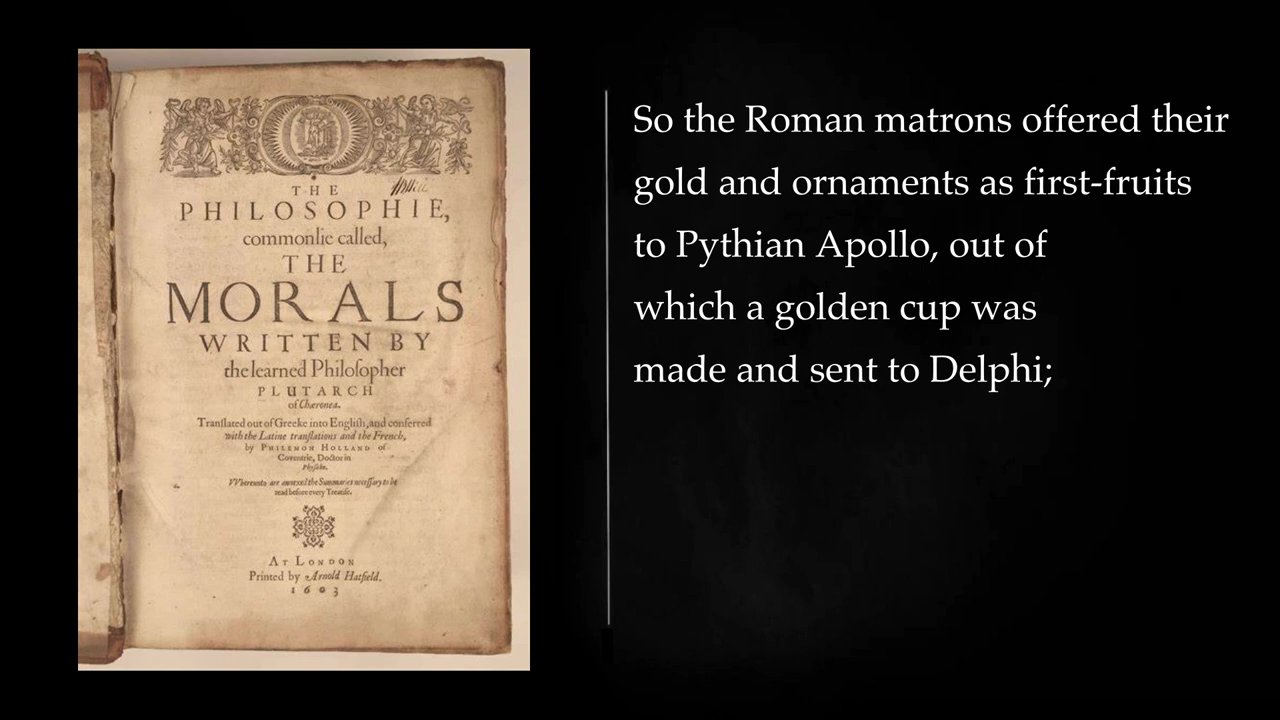 THE
PHILOSOPHIE,
commonlie called,
THE
MORALS
WRITTEN BY
the learned Philoſopher
PLUTARCH
of Chæronea.
Tranſlated out of Greeke into Engliſh, and conferred
with the Latine tranſlations and the French,
by PHILEMON HOLLAND of
Coventrie, Doctor in
Phyſicke.
VVhereunto are annexed the Summaries neceſſary to be
read before every Treatiſe.
AT LONDON
Printed by Arnold Hatfield.
1603
So the Roman matrons offered their
gold and ornaments as first-fruits
to Pythian Apollo, out of
which a golden cup was
made and sent to Delphi;